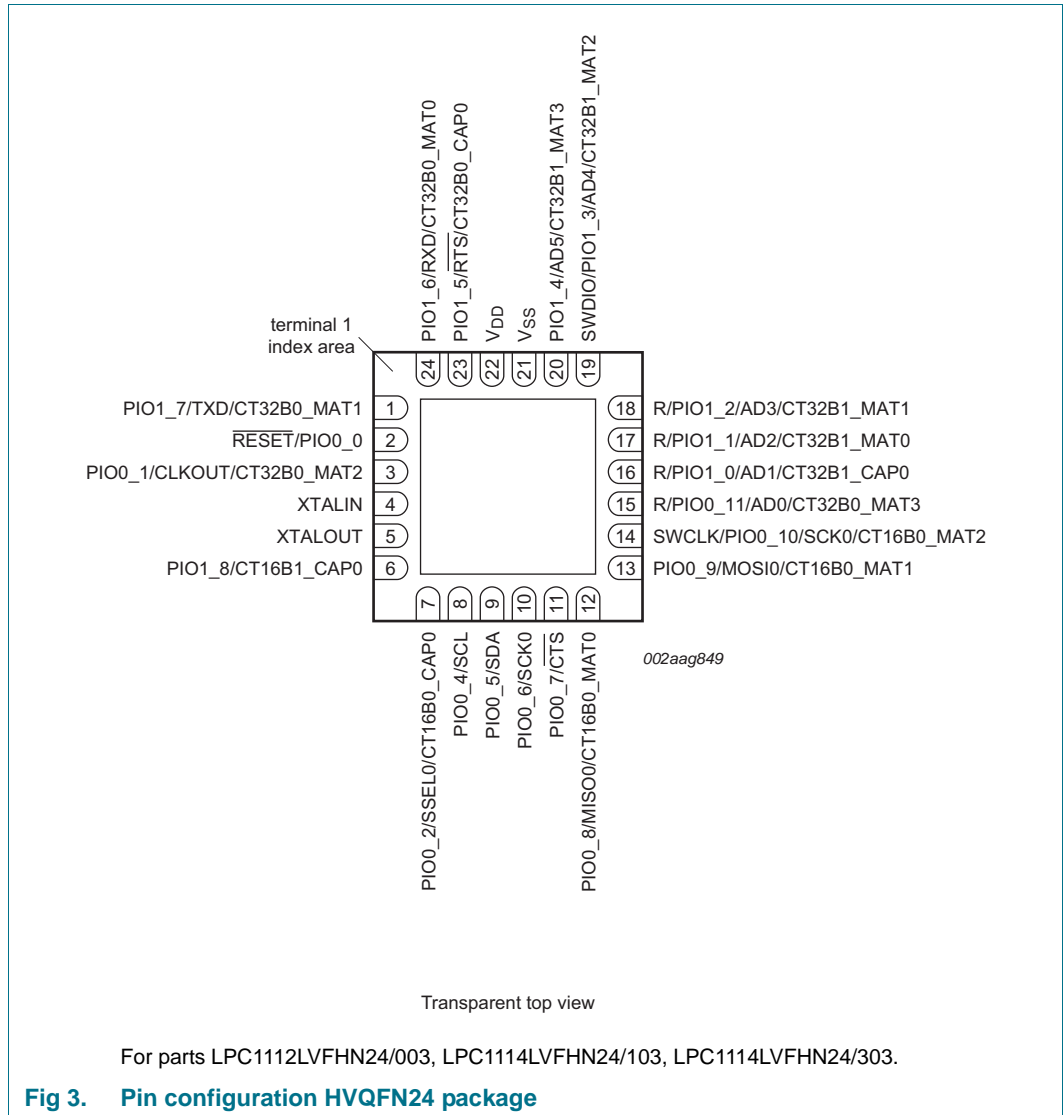 PIO1_6/RXD/CT32B0_MAT0
PIO1_5/RTS/CT32B0_CAP0
VDD
VSS
PIO1_4/AD5/CT32B1_MAT3
SWDIO/PIO1_3/AD4/CT32B1_MAT2
terminal 1
index area
24
23
22
21
20
19
PIO1_7/TXD/CT32B0_MAT1 1
RESET/PIO0_0 2
PIO0_1/CLKOUT/CT32B0_MAT2 3
XTALIN 4
XTALOUT 5
PIO1_8/CT16B1_CAP0 6
18 R/PIO1_2/AD3/CT32B1_MAT1
17 R/PIO1_1/AD2/CT32B1_MAT0
16 R/PIO1_0/AD1/CT32B1_CAP0
15 R/PIO0_11/AD0/CT32B0_MAT3
14 SWCLK/PIO0_10/SCK0/CT16B0_MAT2
13 PIO0_9/MOSI0/CT16B0_MAT1
7
8
9
10
11
12
PIO0_2/SSEL0/CT16B0_CAP0
PIO0_4/SCL
PIO0_5/SDA
PIO0_6/SCK0
PIO0_7/CTS
PIO0_8/MISO0/CT16B0_MAT0
002aag849
Transparent top view
For parts LPC1112LVFHN24/003, LPC1114LVFHN24/103, LPC1114LVFHN24/303.
Fig 3. Pin configuration HVQFN24 package